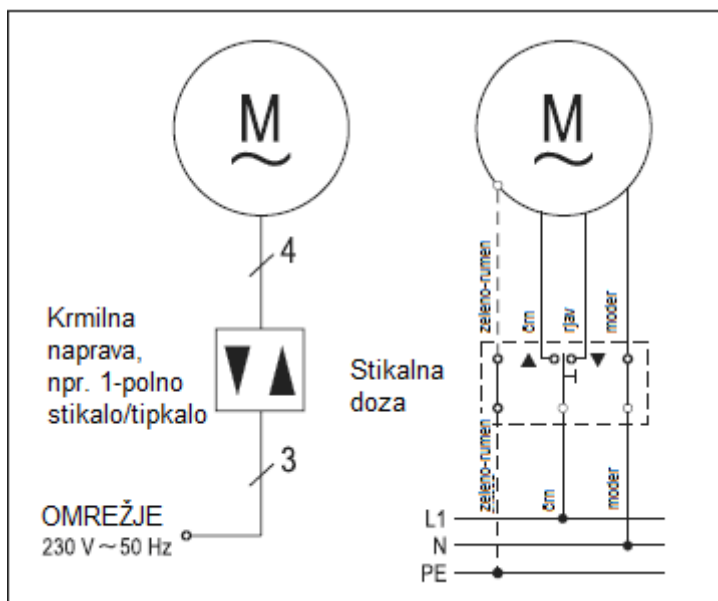 M
~
4
Krmilna
naprava,
npr. 1-polno
stikalo/tipkalo
3
OMREŽJE
230 V ~ 50 Hz
M
~
zeleno-rumen
črn
rjav
moder
Stikalna
doza
zeleno-rumen
črn
moder
L1
N
PE